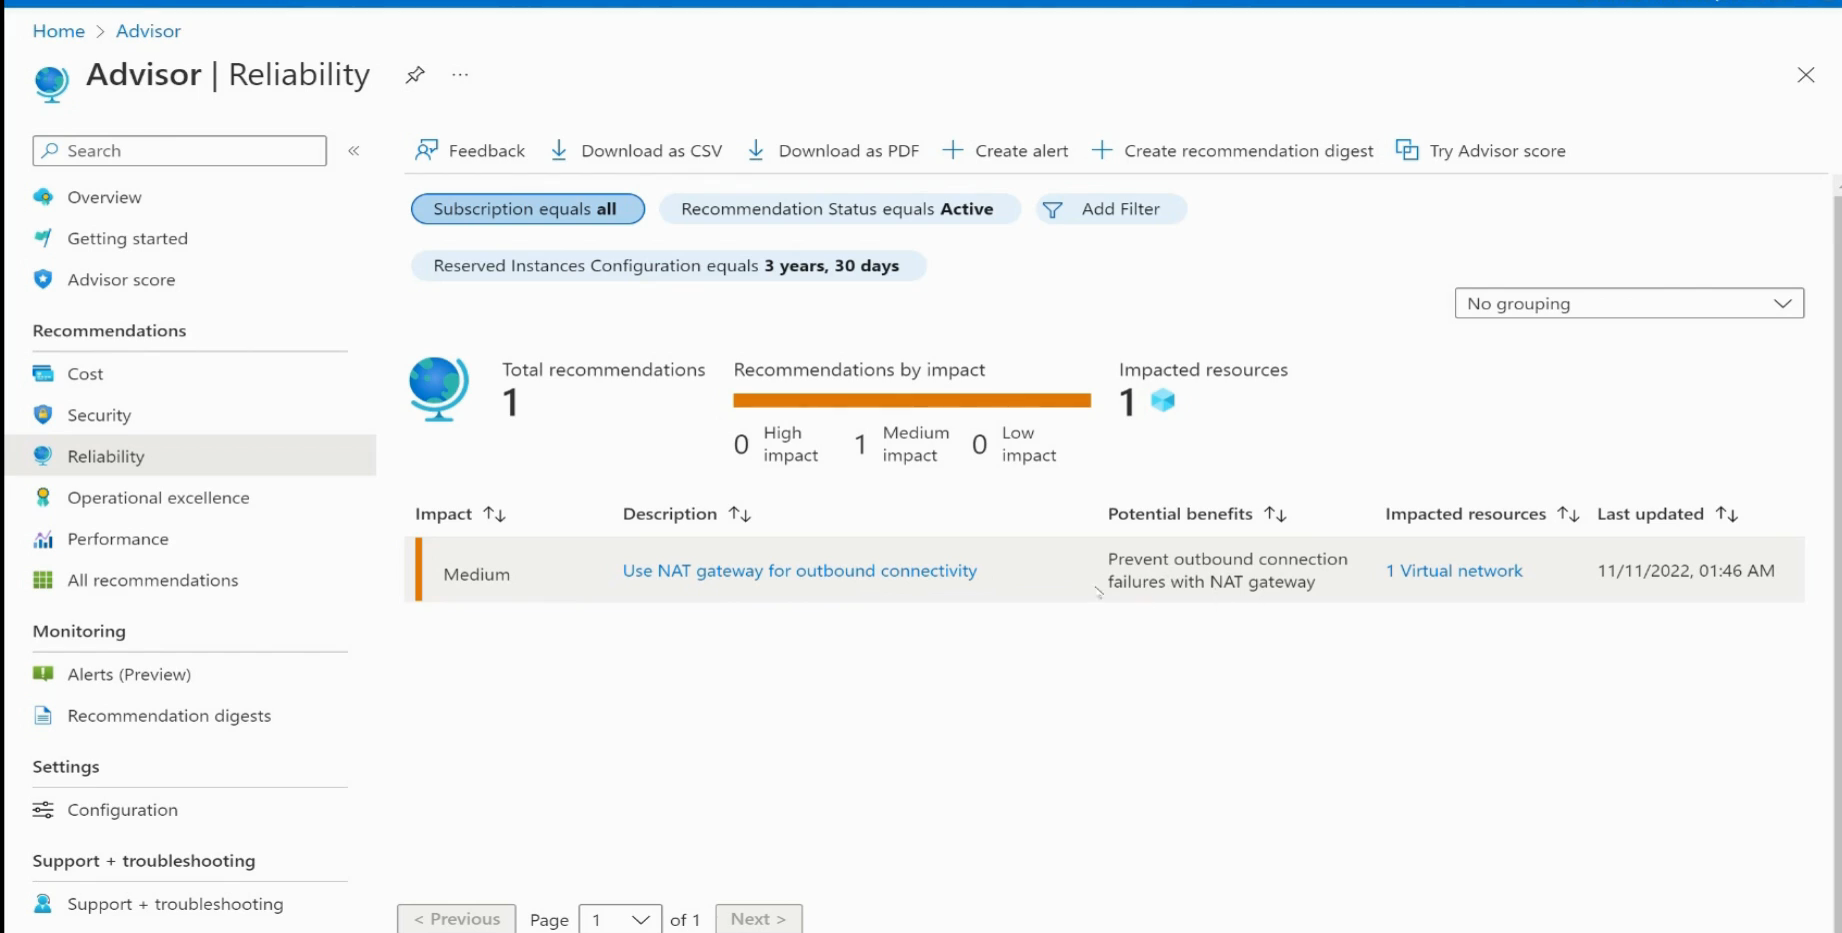 Home > Advisor
Advisor | Reliability
Search
Overview
Getting started
Advisor score
Recommendations
Cost
Security
Reliability
Operational excellence
Performance
All recommendations
Monitoring
Alerts (Preview)
Recommendation digests
Settings
Configuration
Support + troubleshooting
Support + troubleshooting
Feedback Download as CSV Download as PDF Create alert Create recommendation digest Try Advisor score
Subscription equals all Recommendation Status equals Active Add Filter
Reserved Instances Configuration equals 3 years, 30 days
No grouping
Total recommendations
1
Recommendations by impact
0 High impact
1 Medium impact
0 Low impact
Impacted resources
1
Impact Description Potential benefits Impacted resources Last updated
Medium Use NAT gateway for outbound connectivity Prevent outbound connection failures with NAT gateway 1 Virtual network 11/11/2022, 01:46 AM
< Previous Page 1 of 1 Next >